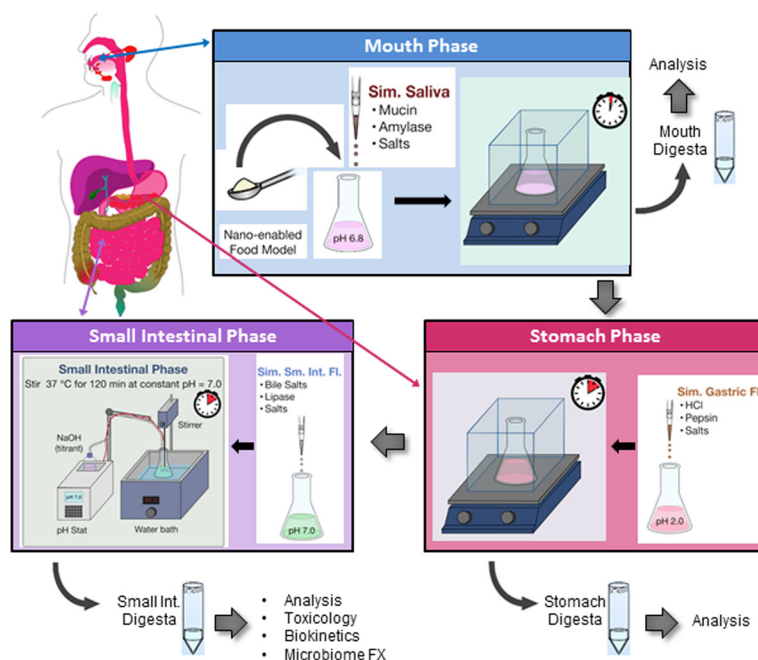 Mouth Phase
Sim. Saliva
• Mucin
• Amylase
• Salts
Nano-enabled
Food Model
pH 6.8
Analysis
Mouth
Digesta
Small Intestinal Phase
Small Intestinal Phase
Stir 37 °C for 120 min at constant pH = 7.0
NaOH
(titrant)
Stirrer
pH 7.0
pH Stat
Water bath
Sim. Sm. Int. Fl.
• Bile Salts
• Lipase
• Salts
pH 7.0
Stomach Phase
Sim. Gastric Fl
• HCl
• Pepsin
• Salts
pH 2.0
Small Int.
Digesta
• Analysis
• Toxicology
• Biokinetics
• Microbiome FX
Stomach
Digesta
Analysis